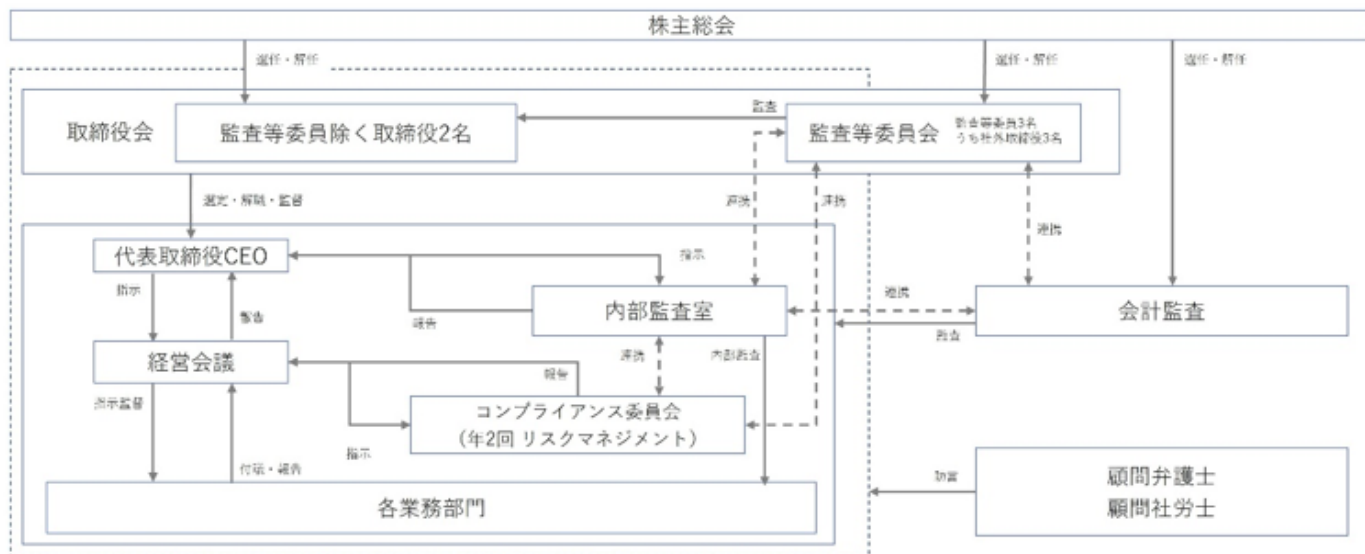 株主総会
選任・解任
選任・解任
選任・解任
取締役会
監査等委員除く取締役2名
監査
監査等委員会
監査等委員3名
うち社外取締役3名
選定・解職・監督
連携
連携
連携
代表取締役CEO
指示
指示
報告
報告
内部監査室
連携
会計監査
監査
経営会議
報告
連携
内部監査
指示監督
コンプライアンス委員会
(年2回 リスクマネジメント)
指示
付議・報告
助言
顧問弁護士
顧問社労士
各業務部門